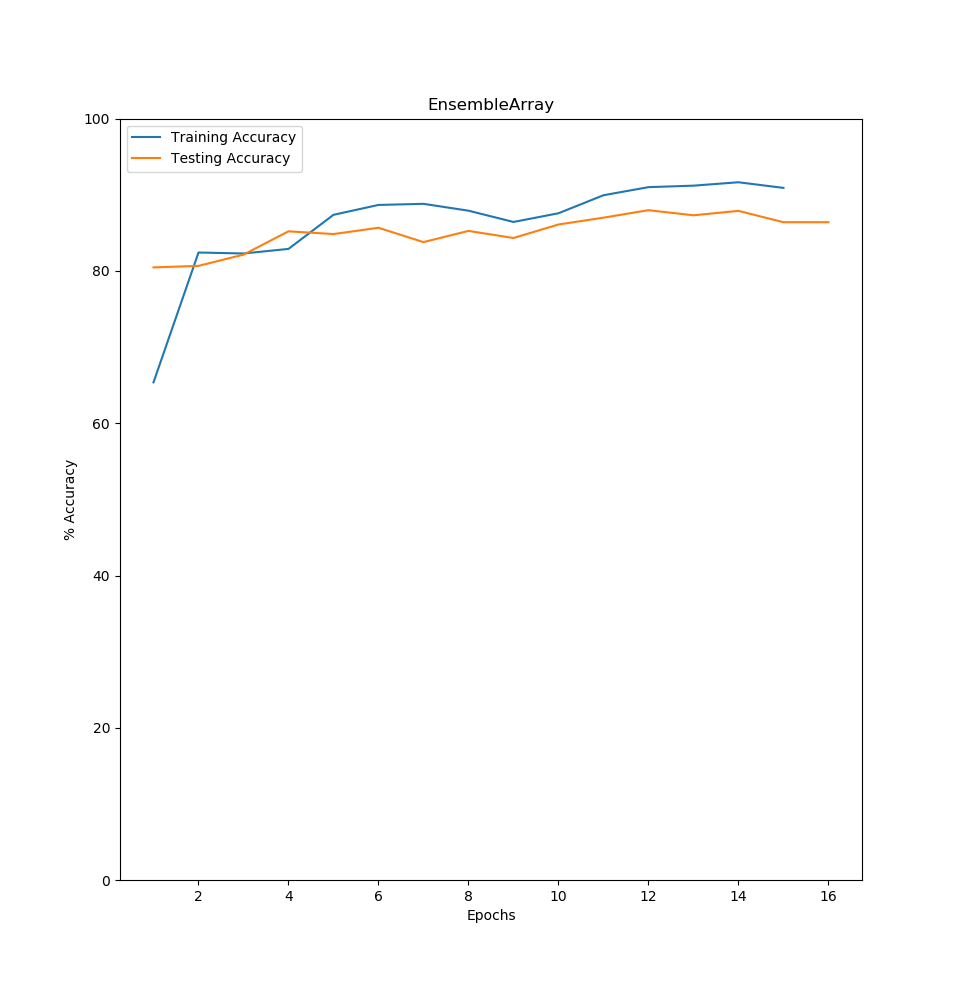 EnsembleArray
100
80
60
40
20
0
Training Accuracy
Testing Accuracy
% Accuracy
2 4 6 8 10 12 14 16
Epochs